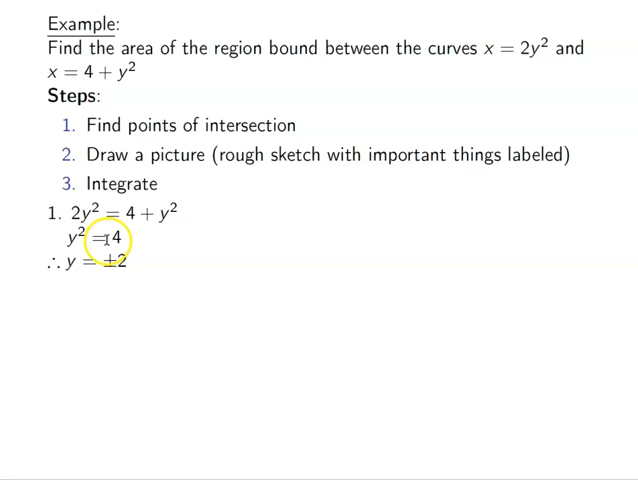 Example:
Find the area of the region bound between the curves x = 2y² and
x = 4 + y²
Steps:
1. Find points of intersection
2. Draw a picture (rough sketch with important things labeled)
3. Integrate
1. 2y² = 4 + y²
y² = 4
∴ y = ±2